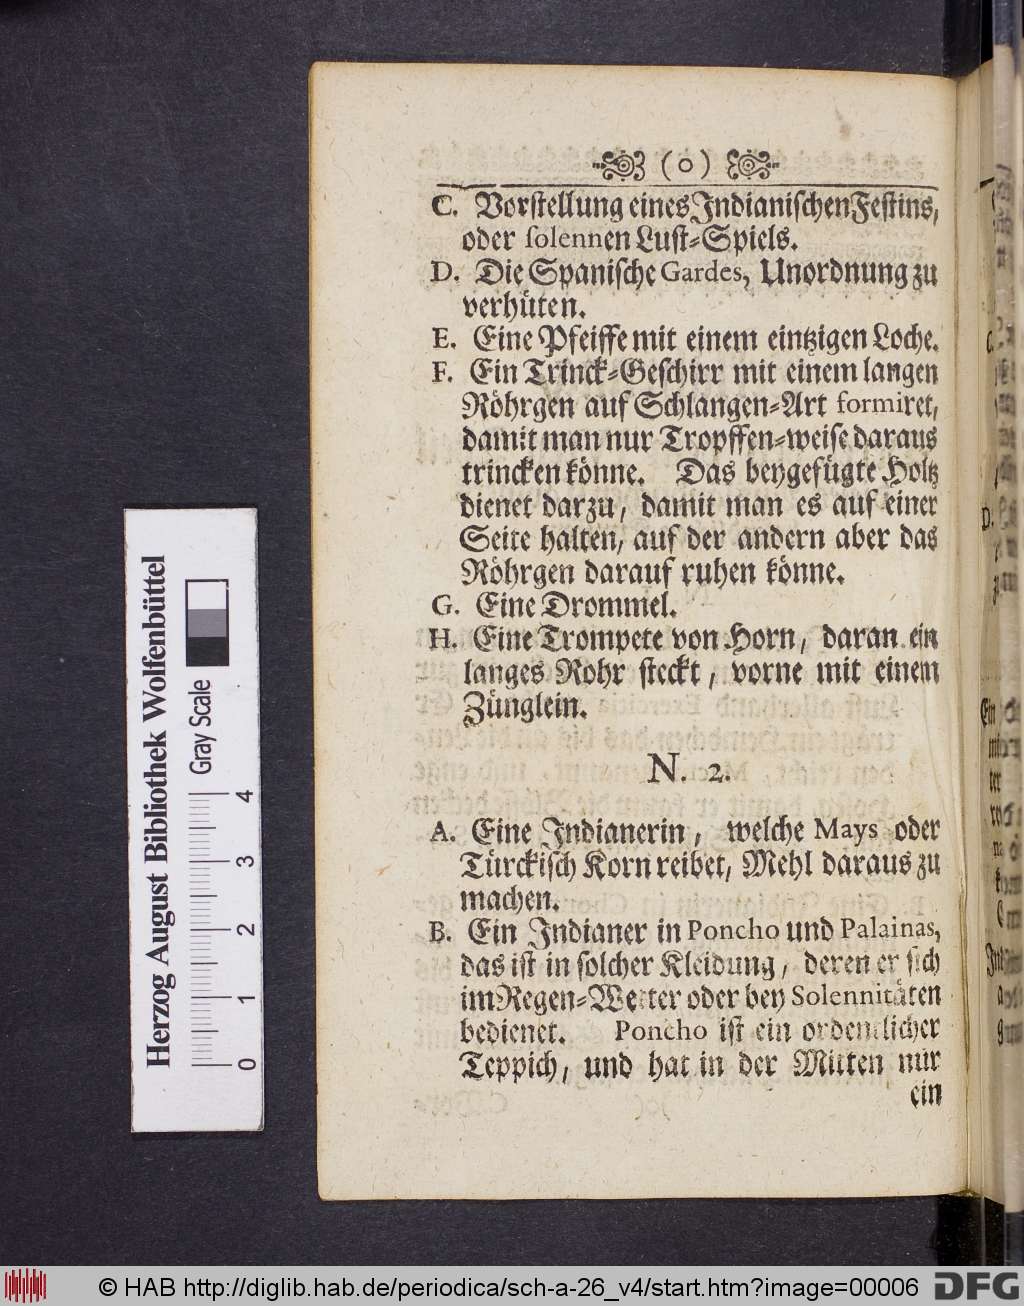 (o)
C. Vorstellung eines Indianischen Festins,
oder solennen Lust-Spiels.
D. Die Spanische Gardes, Unordnung zu
verhüten.
E. Eine Pfeiffe mit einem eintzigen Loche.
F. Ein Trinck-Geschirr mit einem langen
Röhrgen auf Schlangen-Art formiret,
damit man nur Tropffen-weise daraus
trincken könne. Das beygefügte Holtz
dienet darzu, damit man es auf einer
Seite halten, auf der andern aber das
Röhrgen darauf ruhen könne.
G. Eine Drommel.
H. Eine Trompete von Horn, daran ein
langes Rohr steckt, vorne mit einem
Zünglein.
N. 2.
A. Eine Indianerin, welche Mays oder
Türckisch Korn reibet, Mehl daraus zu
machen.
B. Ein Indianer in Poncho und Palainas,
das ist in solcher Kleidung, deren er sich
im Regen-Wetter oder bey Solennitäten
bedienet. Poncho ist ein ordentlicher
Teppich, und hat in der Mitten nur
ein
Herzog August Bibliothek Wolfenbüttel
Gray Scale
0 1 2 3 4
© HAB http://diglib.hab.de/periodica/sch-a-26_v4/start.htm?image=00006
DFG